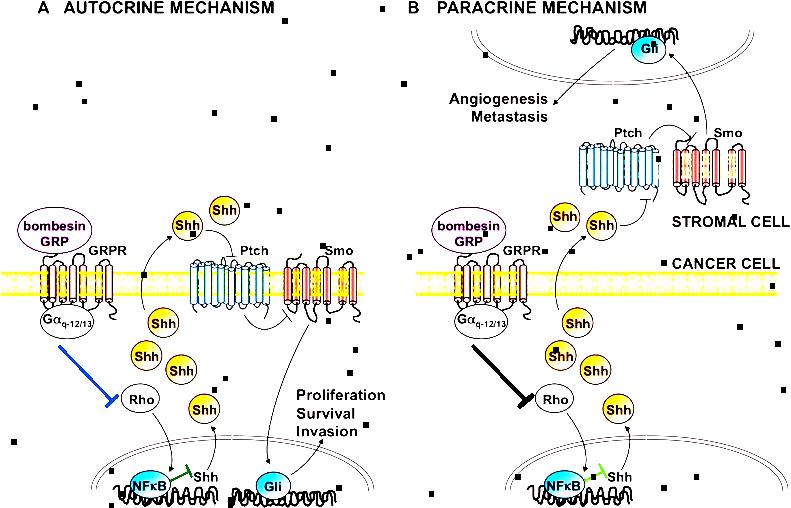 A AUTOCRINE MECHANISM
bombesin
GRP
GRPR
Gαq-12/13
Shh
Shh
Ptch
Smo
Shh
Shh
Shh
Rho
Shh
Proliferation
Survival
Invasion
NFκB
Shh
Gli
B PARACRINE MECHANISM
Gli
Angiogenesis
Metastasis
Ptch
Smo
Shh
Shh
STROMAL CELL
bombesin
GRP
GRPR
CANCER CELL
Gαq-12/13
Shh
Shh
Shh
Rho
Shh
NFκB
Shh